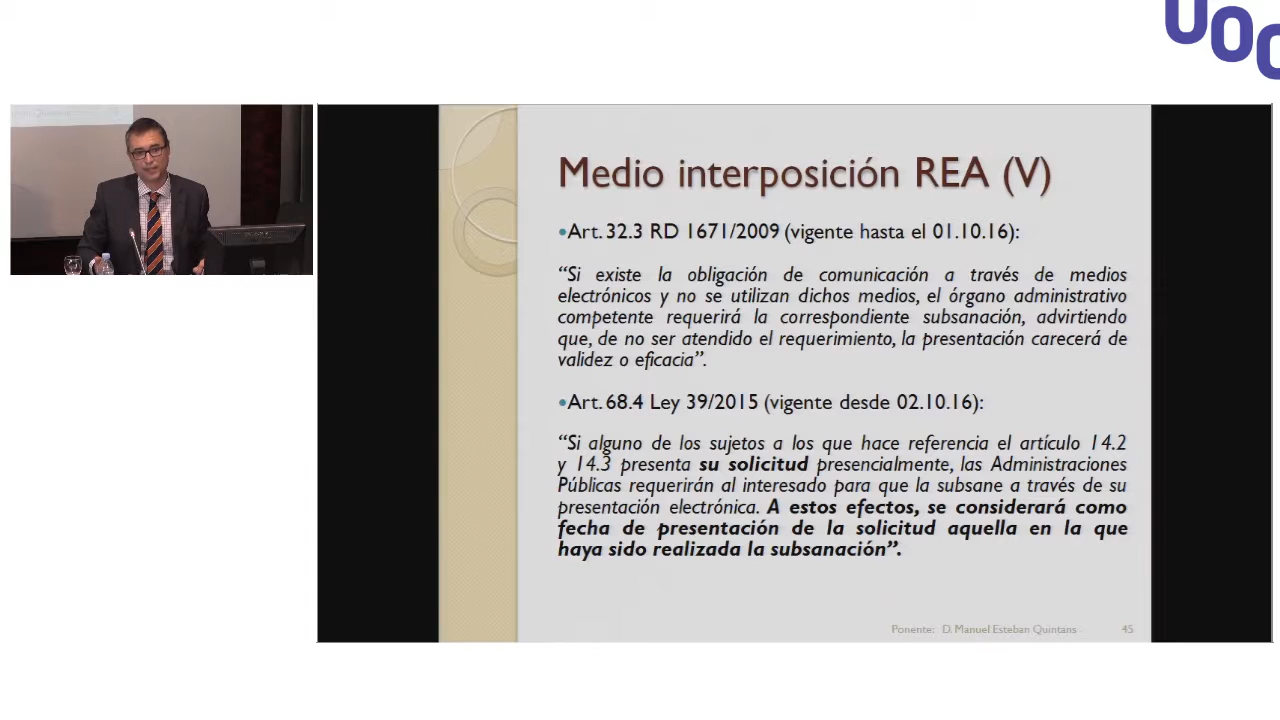 UOC
Medio interposición REA (V)
•Art. 32.3 RD 1671/2009 (vigente hasta el 01.10.16):
“Si existe la obligación de comunicación a través de medios
electrónicos y no se utilizan dichos medios, el órgano administrativo
competente requerirá la correspondiente subsanación, advirtiendo
que, de no ser atendido el requerimiento, la presentación carecerá de
validez o eficacia”.
•Art. 68.4 Ley 39/2015 (vigente desde 02.10.16):
“Si alguno de los sujetos a los que hace referencia el artículo 14.2
y 14.3 presenta su solicitud presencialmente, las Administraciones
Públicas requerirán al interesado para que la subsane a través de su
presentación electrónica. A estos efectos, se considerará como
fecha de presentación de la solicitud aquella en la que
haya sido realizada la subsanación”.
Ponente: D. Manuel Esteban Quintans 45